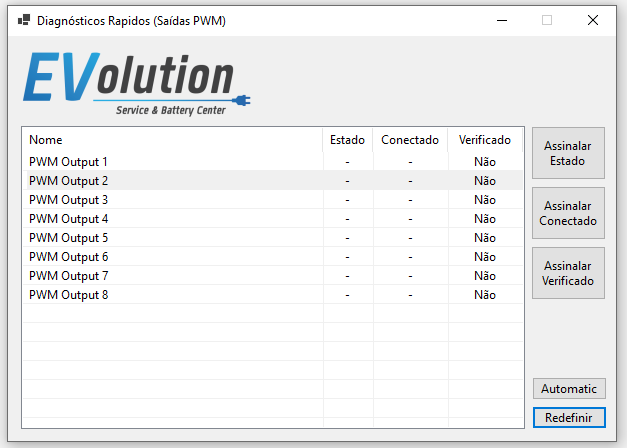 Diagnósticos Rapidos (Saídas PWM)
EVolution
Service & Battery Center
Nome Estado Conectado Verificado
PWM Output 1 - - Não
PWM Output 2 - - Não
PWM Output 3 - - Não
PWM Output 4 - - Não
PWM Output 5 - - Não
PWM Output 6 - - Não
PWM Output 7 - - Não
PWM Output 8 - - Não
Assinalar
Estado
Assinalar
Conectado
Assinalar
Verificado
Automatic
Redefinir